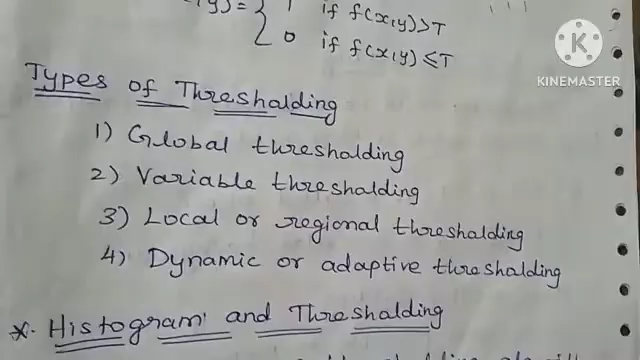 y) = { 1 if f(x,y)>T
0 if f(x,y) ≤T
KINEMASTER
Types of Thresholding
1) Global thresholding
2) Variable thresholding
3) Local or regional thresholding
4) Dynamic or adaptive thresholding
*. Histogram and Thresholding